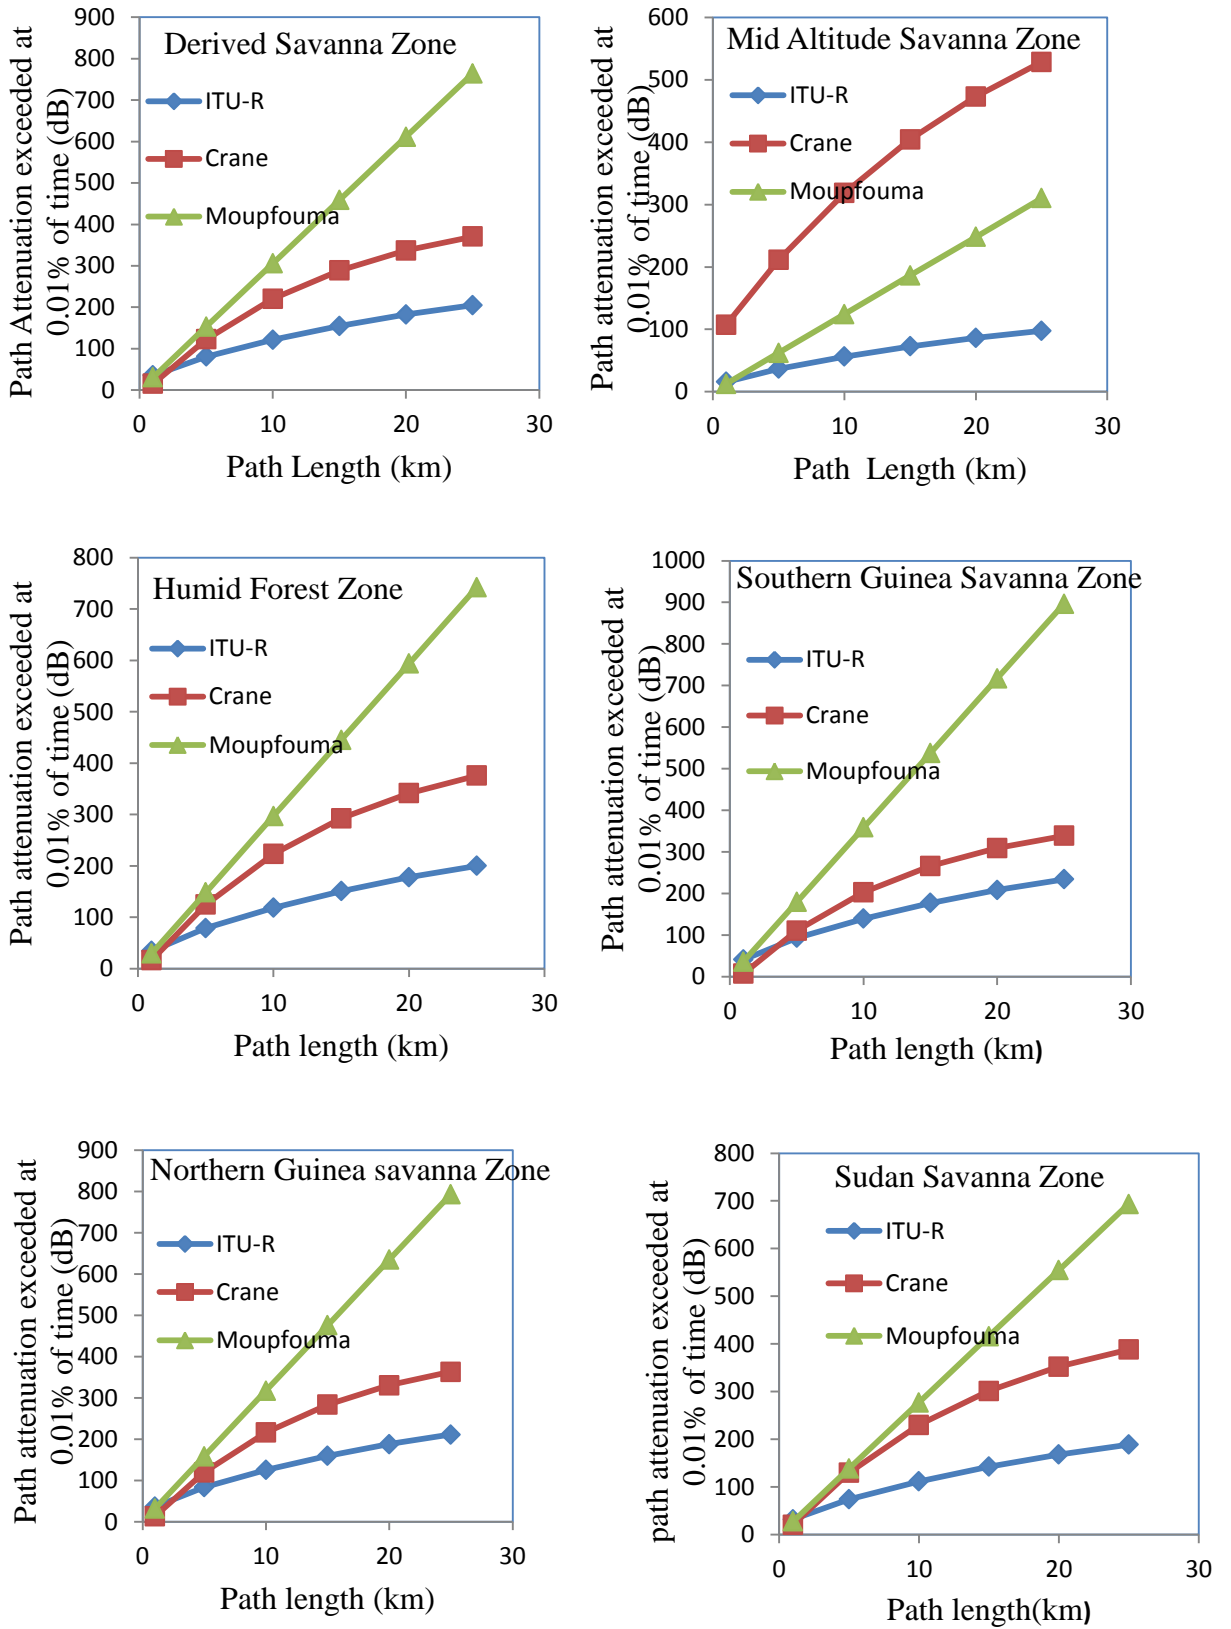 Derived Savanna Zone
Path Attenuation exceeded at
0.01% of time (dB)
900
800
700
600
500
400
300
200
100
0
ITU-R
Crane
Moupfouma
0
10
20
30
Path Length (km)
Mid Altitude Savanna Zone
Path attenuation exceeded at
0.01% of time (dB)
600
500
400
300
200
100
0
ITU-R
Crane
Moupfouma
0
10
20
30
Path Length (km)
Humid Forest Zone
Path attenuation exceeded at
0.01% of time (dB)
800
700
600
500
400
300
200
100
0
ITU-R
Crane
Moupfouma
0
10
20
30
Path length (km)
Southern Guinea Savanna Zone
Path attenuation exceeded at
0.01% of time (dB)
1000
900
800
700
600
500
400
300
200
100
0
ITU-R
Crane
Moupfouma
0
10
20
30
Path length (km)
Northern Guinea savanna Zone
Path attenuation exceeded at
0.01% of time (dB)
900
800
700
600
500
400
300
200
100
0
ITU-R
Crane
Moupfouma
0
10
20
30
Path length (km)
Sudan Savanna Zone
path attenuation exceeded at
0.01% of time (dB)
800
700
600
500
400
300
200
100
0
ITU-R
Crane
Moupfouma
0
10
20
30
Path length(km)